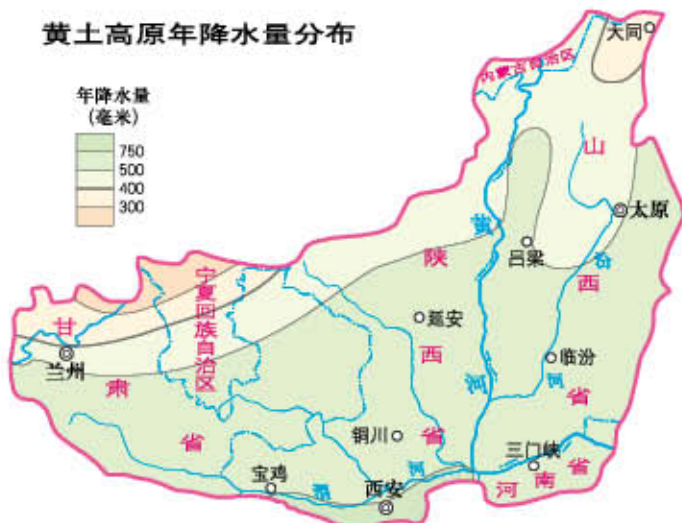 黄土高原年降水量分布
年降水量
(毫米)
750
500
400
300
大同
内蒙古自治区
山
西
省
太原
黄
河
汾
河
吕梁
陕
西
省
延安
临汾
宁夏回族自治区
甘
肃
省
兰州
铜川
三门峡
河南省
宝鸡
渭
河
西安